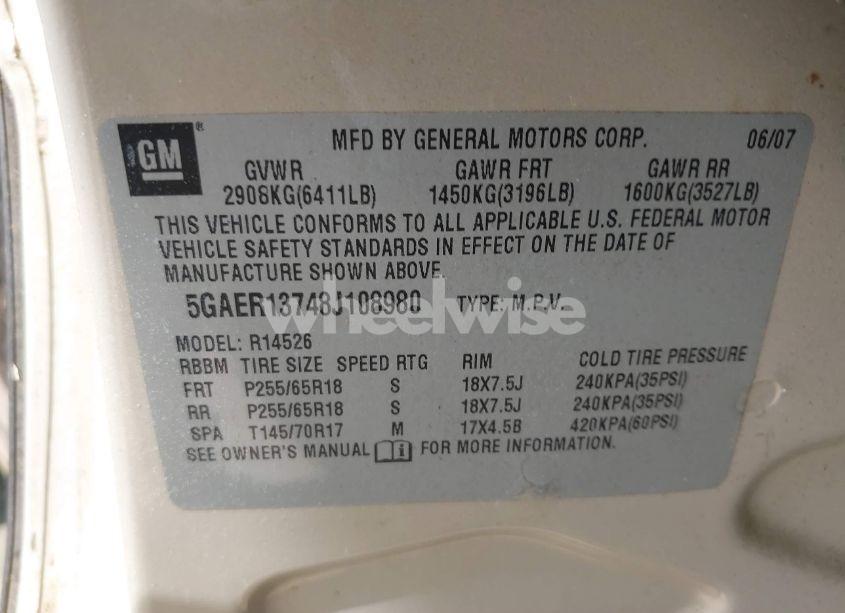 GM ®
MFD BY GENERAL MOTORS CORP. 06/07
GVWR GAWR FRT GAWR RR
2908KG(6411LB) 1450KG(3196LB) 1600KG(3527LB)
THIS VEHICLE CONFORMS TO ALL APPLICABLE U.S. FEDERAL MOTOR
VEHICLE SAFETY STANDARDS IN EFFECT ON THE DATE OF
MANUFACTURE SHOWN ABOVE.
5GAER13748J108980 TYPE: M.P.V.
wheelwise
MODEL: R14526
RBBM TIRE SIZE SPEED RTG RIM COLD TIRE PRESSURE
FRT P255/65R18 S 18X7.5J 240KPA(35PSI)
RR P255/65R18 S 18X7.5J 240KPA(35PSI)
SPA T145/70R17 M 17X4.5B 420KPA(60PSI)
SEE OWNER'S MANUAL i FOR MORE INFORMATION.